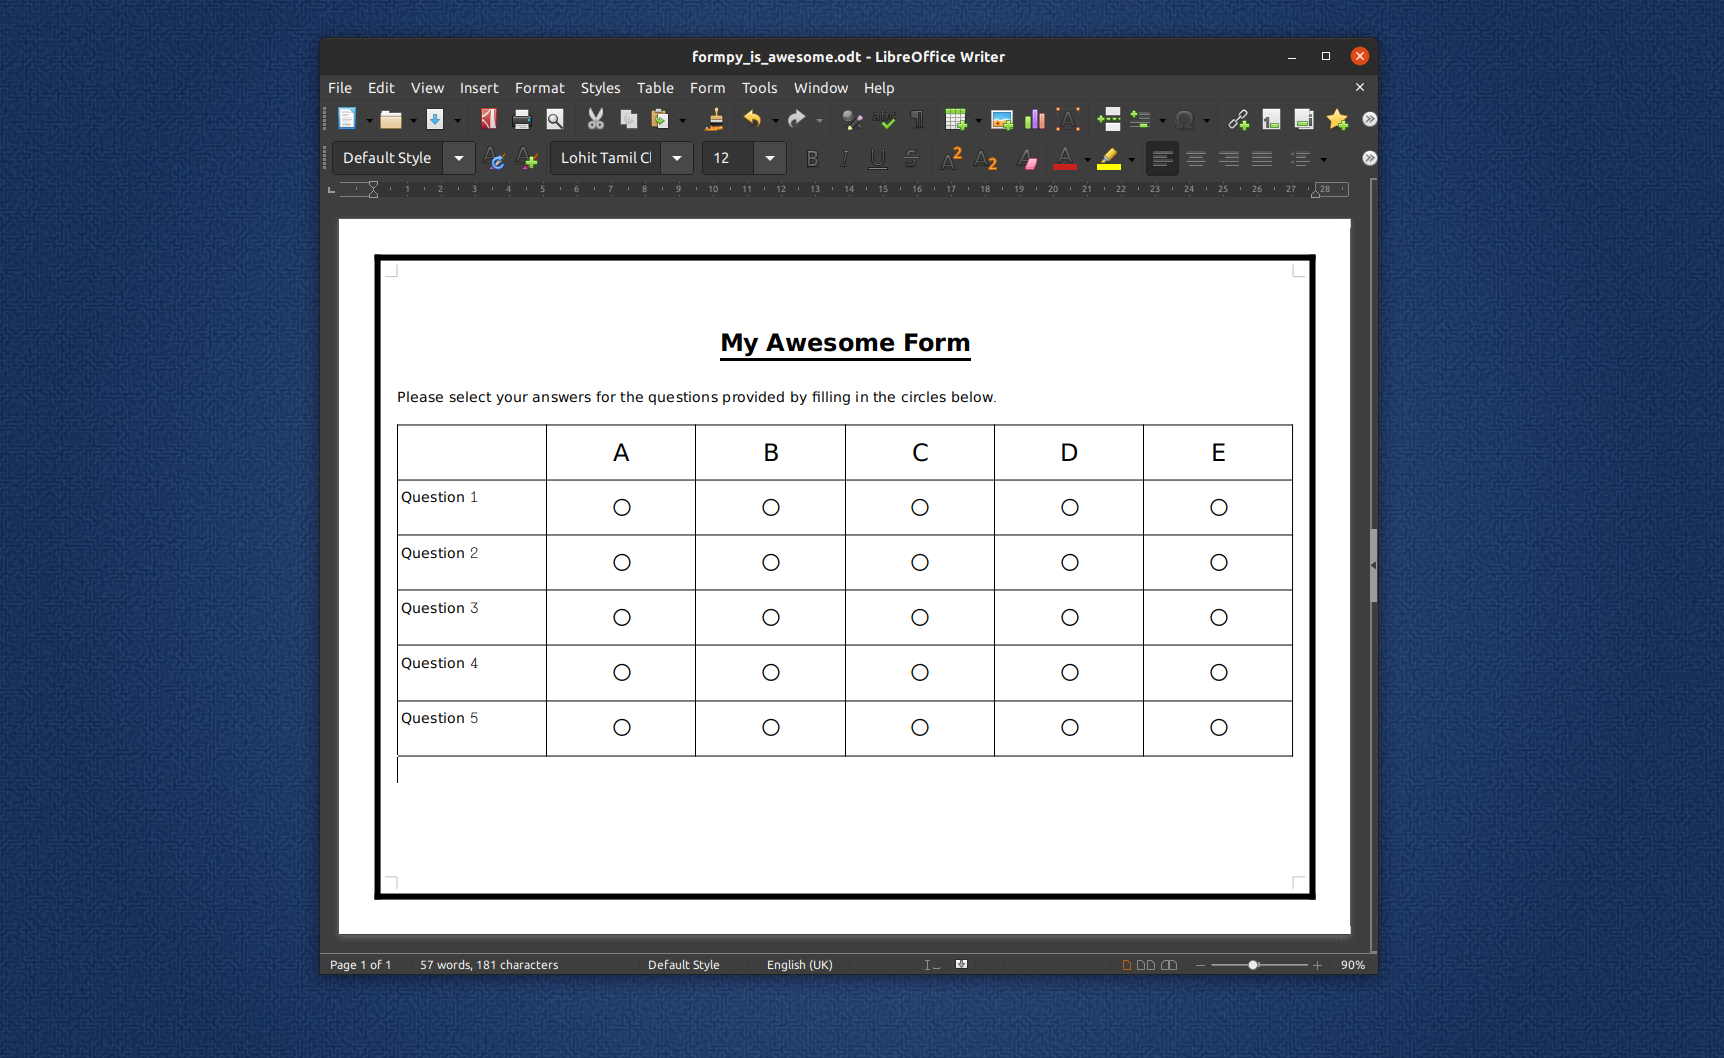 formpy_is_awesome.odt - LibreOffice Writer
File Edit View Insert Format Styles Table Form Tools Window Help
Default Style Lohit Tamil Cl 12
1 2 3 4 5 6 7 8 9 10 11 12 13 14 15 16 17 18 19 20 21 22 23 24 25 26 27 28
My Awesome Form
Please select your answers for the questions provided by filling in the circles below.
A B C D E
Question 1
Question 2
Question 3
Question 4
Question 5
Page 1 of 1 57 words, 181 characters Default Style English (UK) 90%